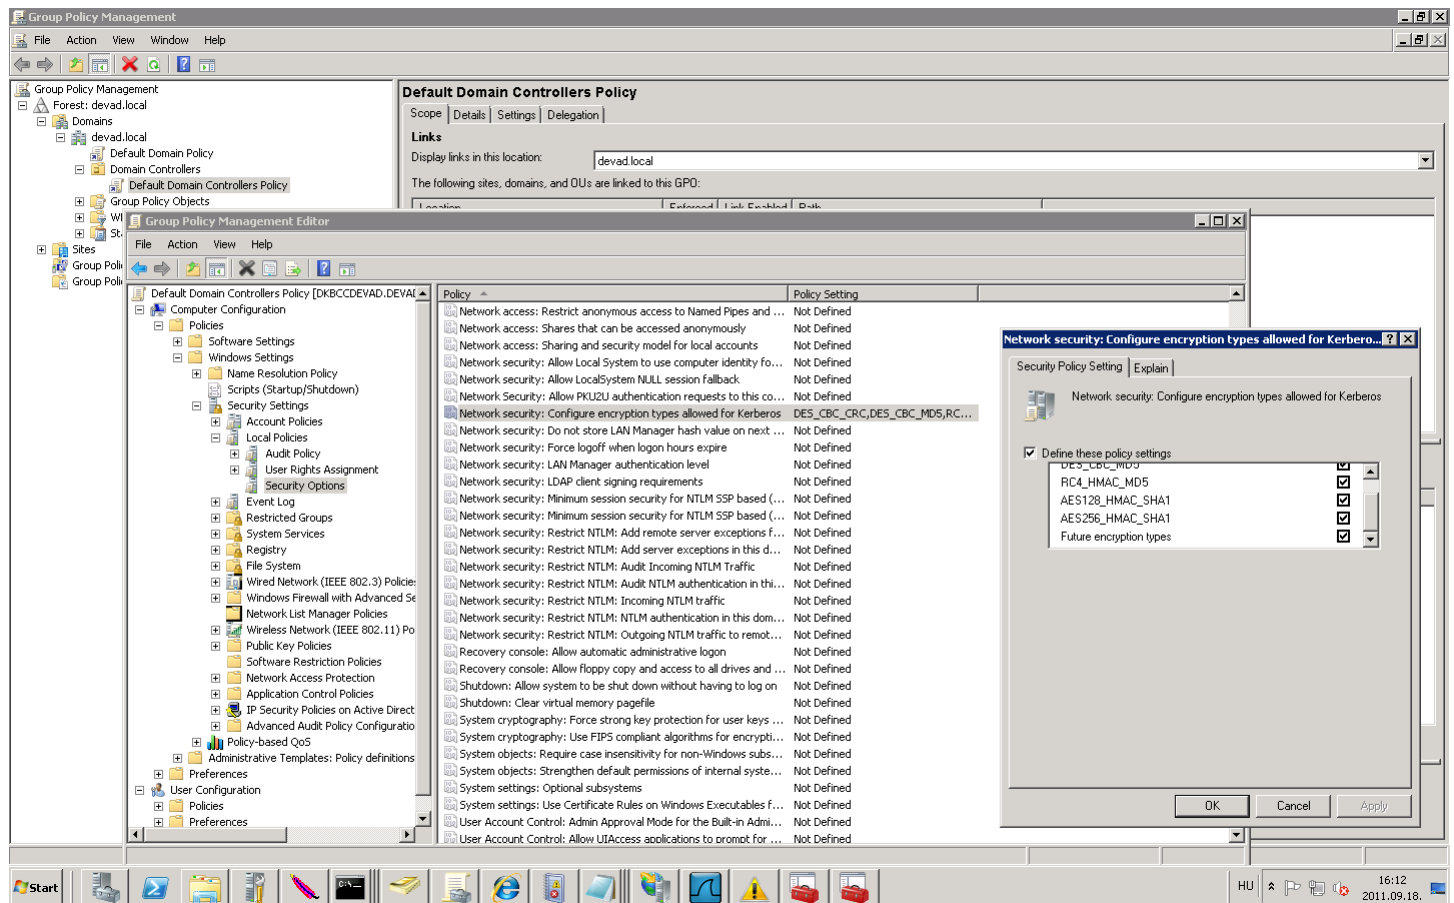 Group Policy Management
File Action View Window Help
Group Policy Management
Forest: devad.local
Domains
devad.local
Default Domain Policy
Domain Controllers
Default Domain Controllers Policy
Group Policy Objects
Sites
Group Poli
Group Poli
Default Domain Controllers Policy
Scope Details Settings Delegation
Links
Display links in this location: devad.local
The following sites, domains, and OUs are linked to this GPO:
Location Enforced Link Enabled Path
Group Policy Management Editor
File Action View Help
Default Domain Controllers Policy [DKBCCDEVAD.DEVAD
Computer Configuration
Policies
Software Settings
Windows Settings
Name Resolution Policy
Scripts (Startup/Shutdown)
Security Settings
Account Policies
Local Policies
Audit Policy
User Rights Assignment
Security Options
Event Log
Restricted Groups
System Services
Registry
File System
Wired Network (IEEE 802.3) Policies
Windows Firewall with Advanced Se
Network List Manager Policies
Wireless Network (IEEE 802.11) Po
Public Key Policies
Software Restriction Policies
Network Access Protection
Application Control Policies
IP Security Policies on Active Direct
Advanced Audit Policy Configuratio
Policy-based QoS
Administrative Templates: Policy definitions
Preferences
User Configuration
Policies
Preferences
Policy Policy Setting
Network access: Restrict anonymous access to Named Pipes and ... Not Defined
Network access: Shares that can be accessed anonymously Not Defined
Network access: Sharing and security model for local accounts Not Defined
Network security: Allow Local System to use computer identity fo... Not Defined
Network security: Allow LocalSystem NULL session fallback Not Defined
Network Security: Allow PKU2U authentication requests to this co... Not Defined
Network security: Configure encryption types allowed for Kerberos DES_CBC_CRC,DES_CBC_MD5,RC...
Network security: Do not store LAN Manager hash value on next ... Not Defined
Network security: Force logoff when logon hours expire Not Defined
Network security: LAN Manager authentication level Not Defined
Network security: LDAP client signing requirements Not Defined
Network security: Minimum session security for NTLM SSP based (... Not Defined
Network security: Minimum session security for NTLM SSP based (... Not Defined
Network security: Restrict NTLM: Add remote server exceptions f... Not Defined
Network security: Restrict NTLM: Add server exceptions in this d... Not Defined
Network security: Restrict NTLM: Audit Incoming NTLM Traffic Not Defined
Network security: Restrict NTLM: Audit NTLM authentication in thi... Not Defined
Network security: Restrict NTLM: Incoming NTLM traffic Not Defined
Network security: Restrict NTLM: NTLM authentication in this dom... Not Defined
Network security: Restrict NTLM: Outgoing NTLM traffic to remot... Not Defined
Recovery console: Allow automatic administrative logon Not Defined
Recovery console: Allow floppy copy and access to all drives and ... Not Defined
Shutdown: Allow system to be shut down without having to log on Not Defined
Shutdown: Clear virtual memory pagefile Not Defined
System cryptography: Force strong key protection for user keys ... Not Defined
System cryptography: Use FIPS compliant algorithms for encrypti... Not Defined
System objects: Require case insensitivity for non-Windows subs... Not Defined
System objects: Strengthen default permissions of internal syste... Not Defined
System settings: Optional subsystems Not Defined
System settings: Use Certificate Rules on Windows Executables f... Not Defined
User Account Control: Admin Approval Mode for the Built-in Admi... Not Defined
User Account Control: Allow UIAccess applications to prompt for ... Not Defined
Network security: Configure encryption types allowed for Kerbero...
Security Policy Setting Explain
Network security: Configure encryption types allowed for Kerberos
Define these policy settings
DES_CBC_MD5
RC4_HMAC_MD5
AES128_HMAC_SHA1
AES256_HMAC_SHA1
Future encryption types
OK Cancel Apply
Start
HU
16:12
2011.09.18.